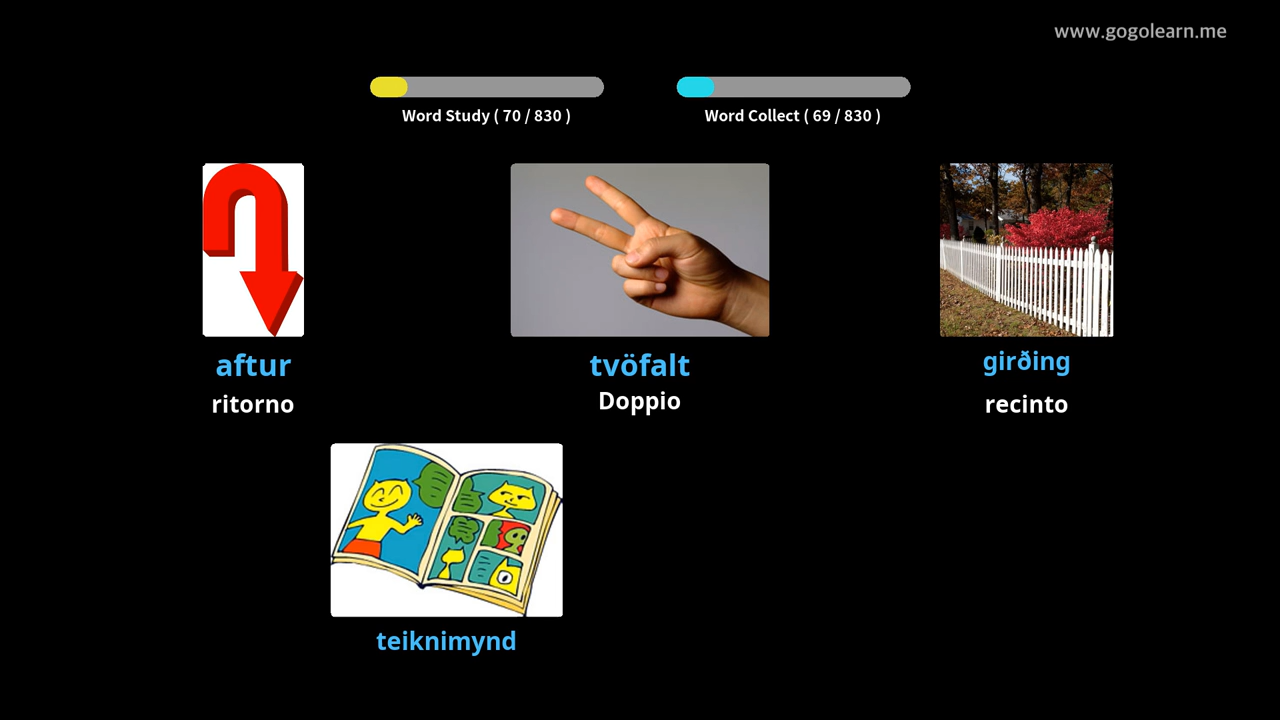 www.gogolearn.me
Word Study ( 70 / 830 )
Word Collect ( 69 / 830 )
aftur
ritorno
tvöfalt
Doppio
girðing
recinto
teiknimynd